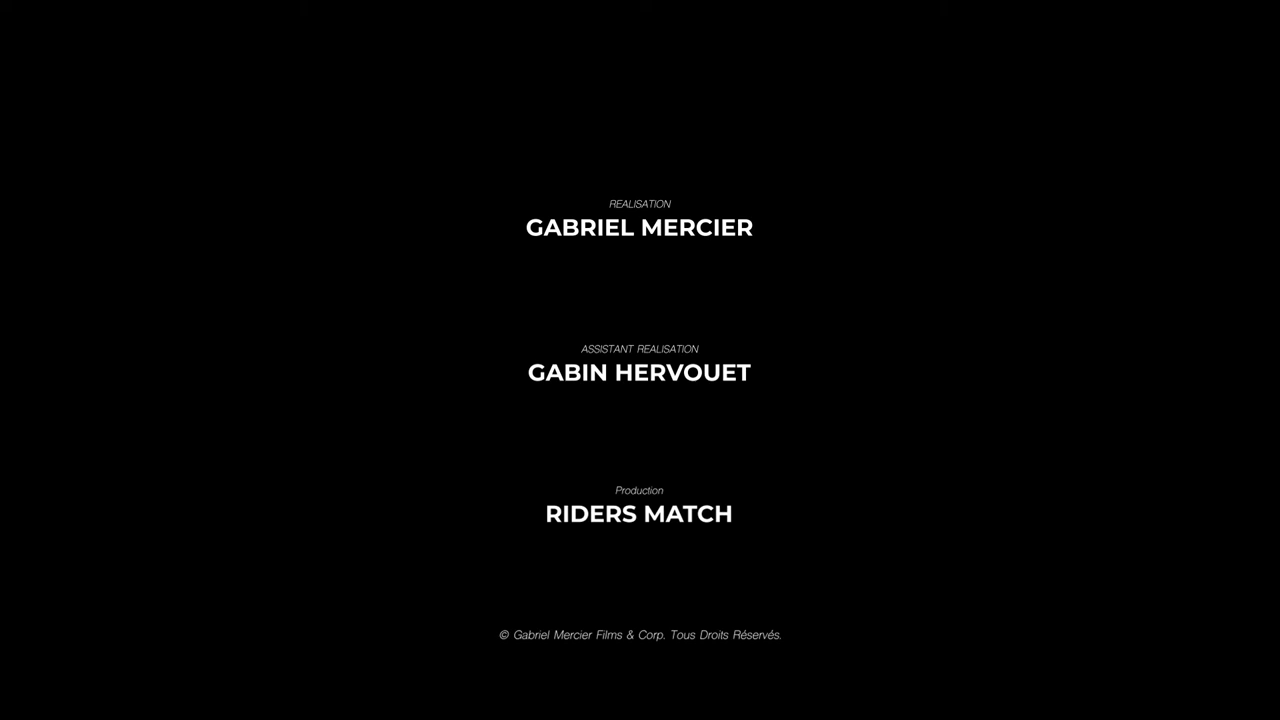 REALISATION
GABRIEL MERCIER
ASSISTANT REALISATION
GABIN HERVOUET
Production
RIDERS MATCH
© Gabriel Mercier Films & Corp. Tous Droits Réservés.